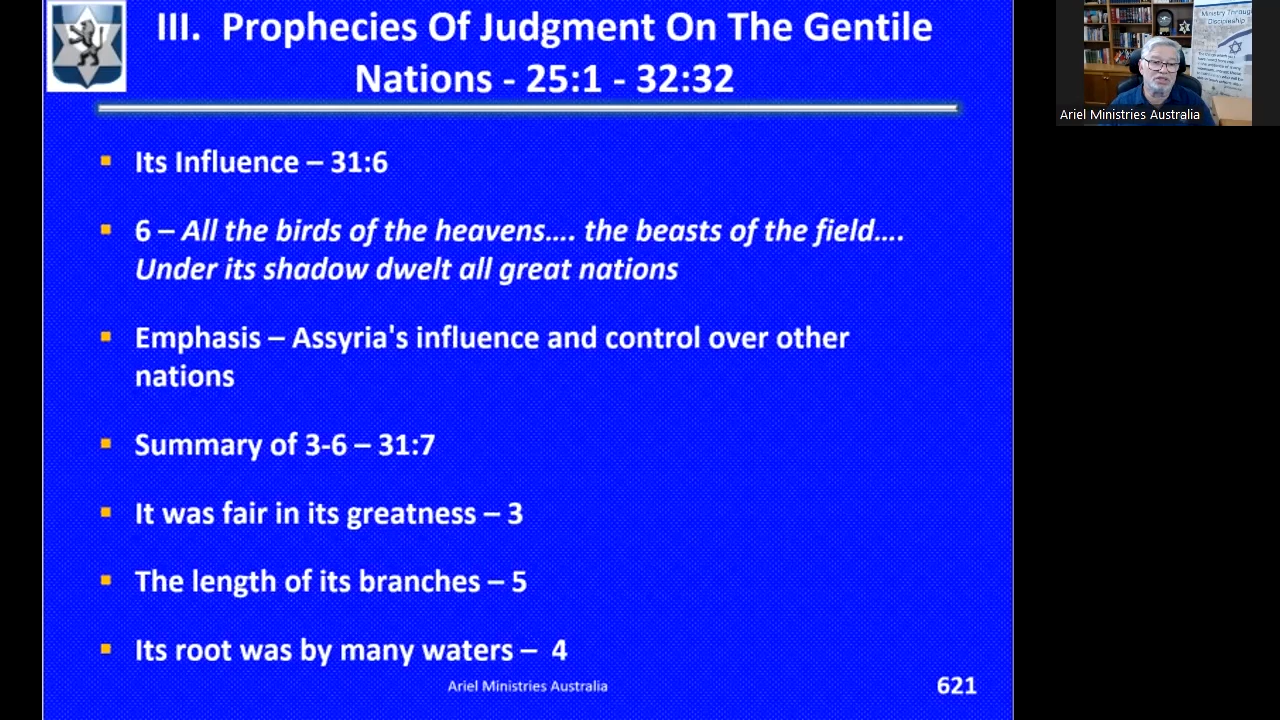 III. Prophecies Of Judgment On The Gentile
Nations - 25:1 - 32:32
Its Influence – 31:6
6 – All the birds of the heavens…. the beasts of the field….
Under its shadow dwelt all great nations
Emphasis – Assyria's influence and control over other
nations
Summary of 3-6 – 31:7
It was fair in its greatness – 3
The length of its branches – 5
Its root was by many waters – 4
Ariel Ministries Australia
621
Ministry Through
Discipleship
Ariel Ministries Australia